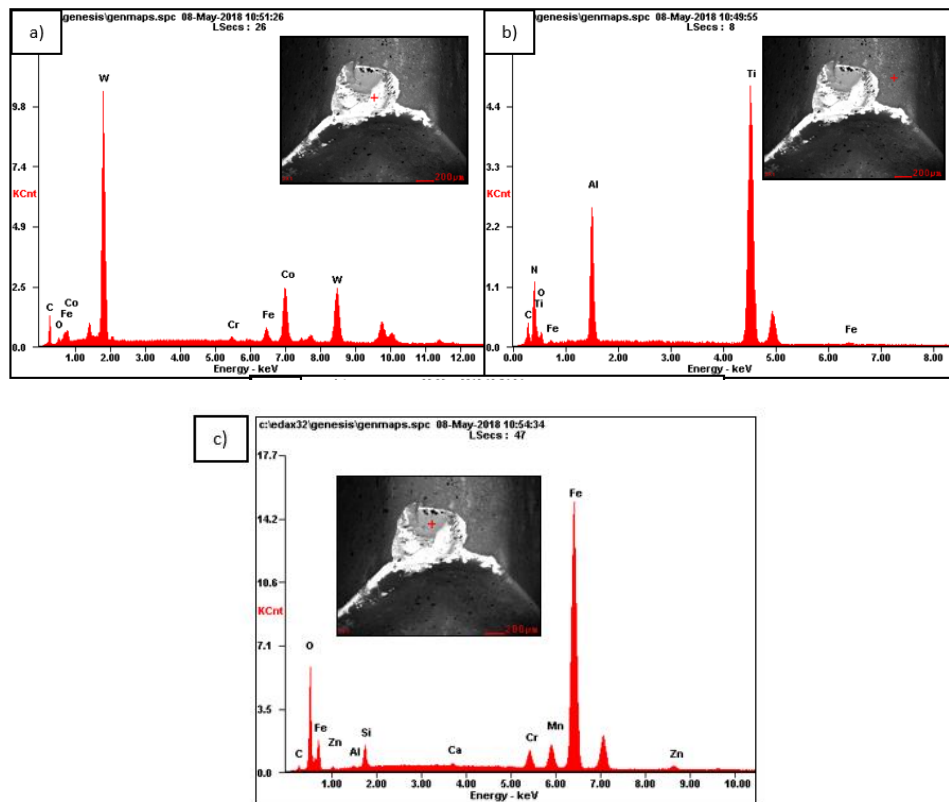 a)
\genesis\genmaps.spc 08-May-2018 10:51:26
LSecs : 26
W
9.8
7.4
KCnt
4.9
2.5
0.0
C
O
Fe
Co
Cr
Fe
Co
W
200µm
1.00 2.00 3.00 4.00 5.00 6.00 7.00 8.00 9.00 10.00 11.00 12.00
Energy - keV
b)
genesis\genmaps.spc 08-May-2018 10:49:55
LSecs : 8
Ti
4.4
3.3
KCnt
2.2
1.1
0.0
Al
N
O
Ti
C
Fe
Fe
200µm
0.00 1.00 2.00 3.00 4.00 5.00 6.00 7.00 8.00
Energy - keV
c)
c:\edax32\genesis\genmaps.spc 08-May-2018 10:54:34
LSecs : 47
17.7
14.2
10.6
KCnt
7.1
3.5
0.0
Fe
O
Fe
Zn
C
Al
Si
Ca
Cr
Mn
Zn
200µm
1.00 2.00 3.00 4.00 5.00 6.00 7.00 8.00 9.00 10.00
Energy - keV